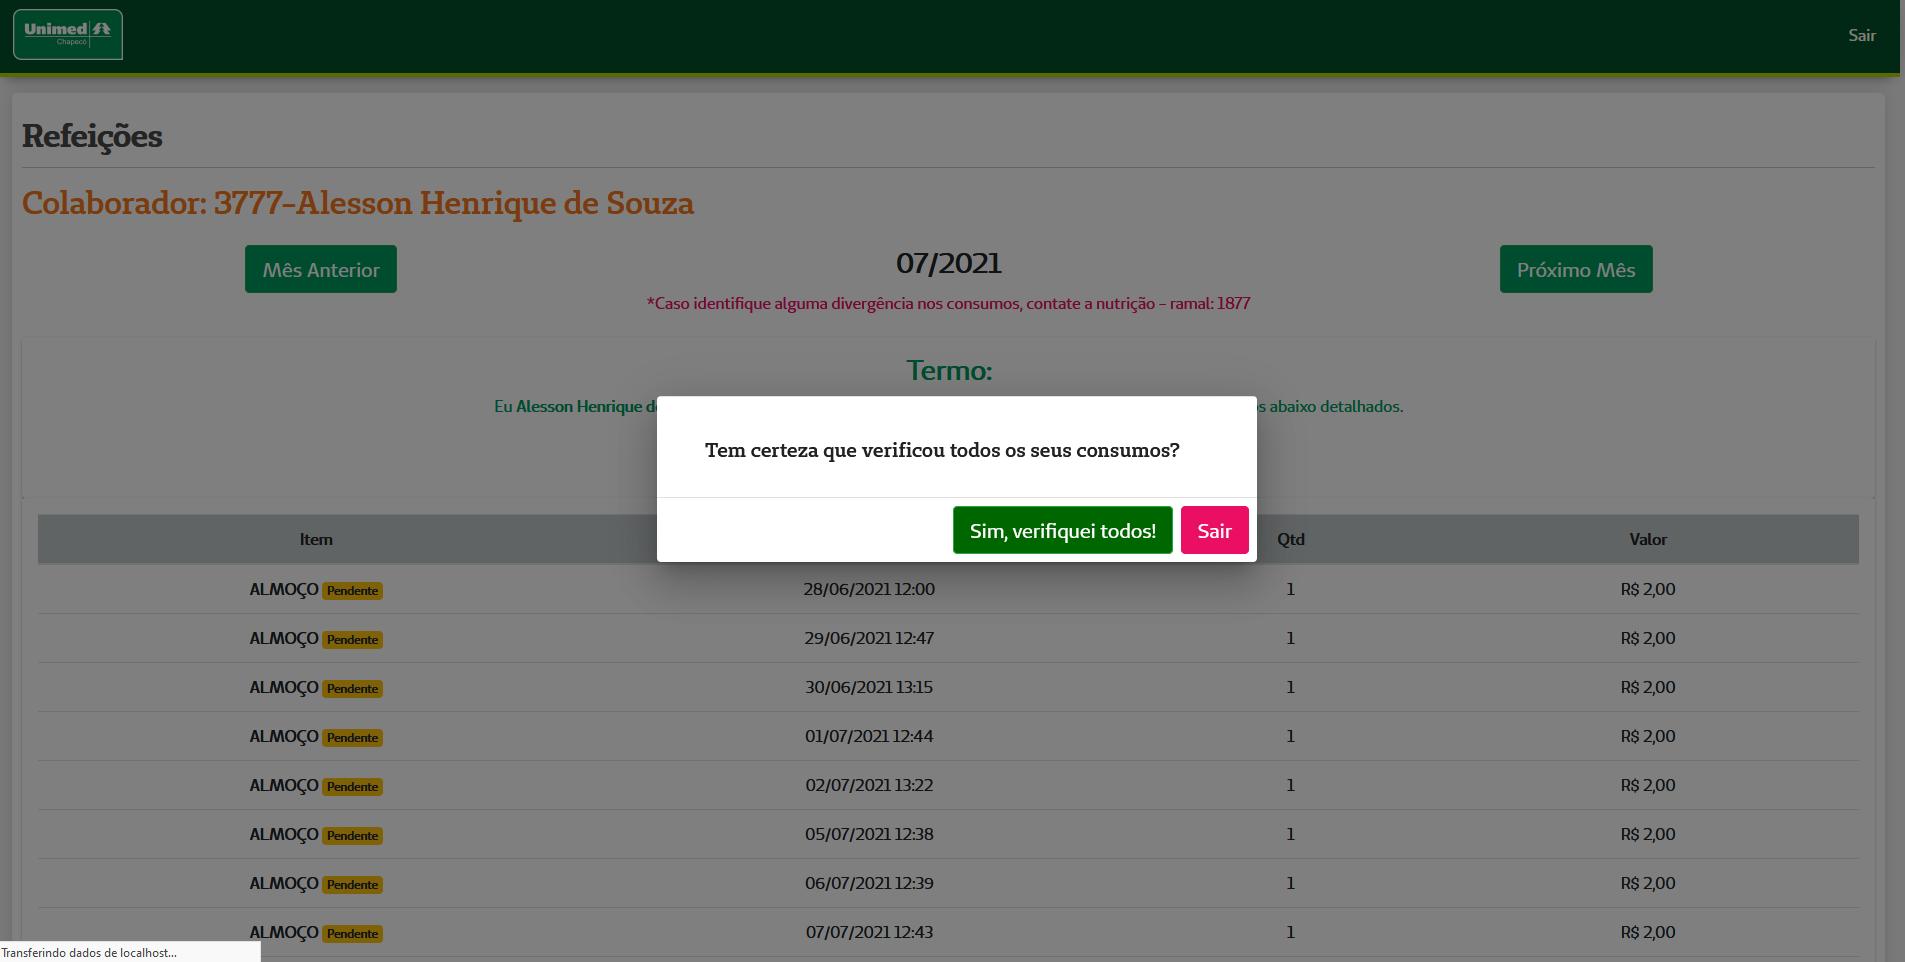 Unimed
Chapecó
Sair
Refeições
Colaborador: 3777-Alesson Henrique de Souza
Mês Anterior
07/2021
Próximo Mês
*Caso identifique alguma divergência nos consumos, contate a nutrição - ramal: 1877
Termo:
Eu Alesson Henrique d
s abaixo detalhados.
Tem certeza que verificou todos os seus consumos?
Sim, verifiquei todos!
Sair
Item Qtd Valor
ALMOÇO Pendente 28/06/2021 12:00 1 R$ 2,00
ALMOÇO Pendente 29/06/2021 12:47 1 R$ 2,00
ALMOÇO Pendente 30/06/2021 13:15 1 R$ 2,00
ALMOÇO Pendente 01/07/2021 12:44 1 R$ 2,00
ALMOÇO Pendente 02/07/2021 13:22 1 R$ 2,00
ALMOÇO Pendente 05/07/2021 12:38 1 R$ 2,00
ALMOÇO Pendente 06/07/2021 12:39 1 R$ 2,00
ALMOÇO Pendente 07/07/2021 12:43 1 R$ 2,00
Transferindo dados de localhost...